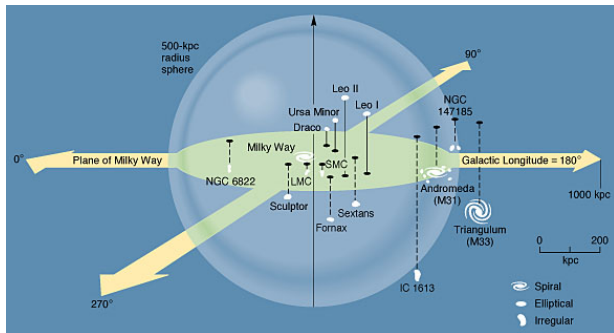 500-kpc
radius
sphere
90°
Leo II
Ursa Minor
Leo I
Draco
NGC
147185
Milky Way
SMC
0°
Plane of Milky Way
Galactic Longitude = 180°
NGC 6822
LMC
Andromeda
(M31)
1000 kpc
Sculptor
Sextans
Fornax
Triangulum
(M33)
0
200
kpc
IC 1613
270°
Spiral
Elliptical
Irregular